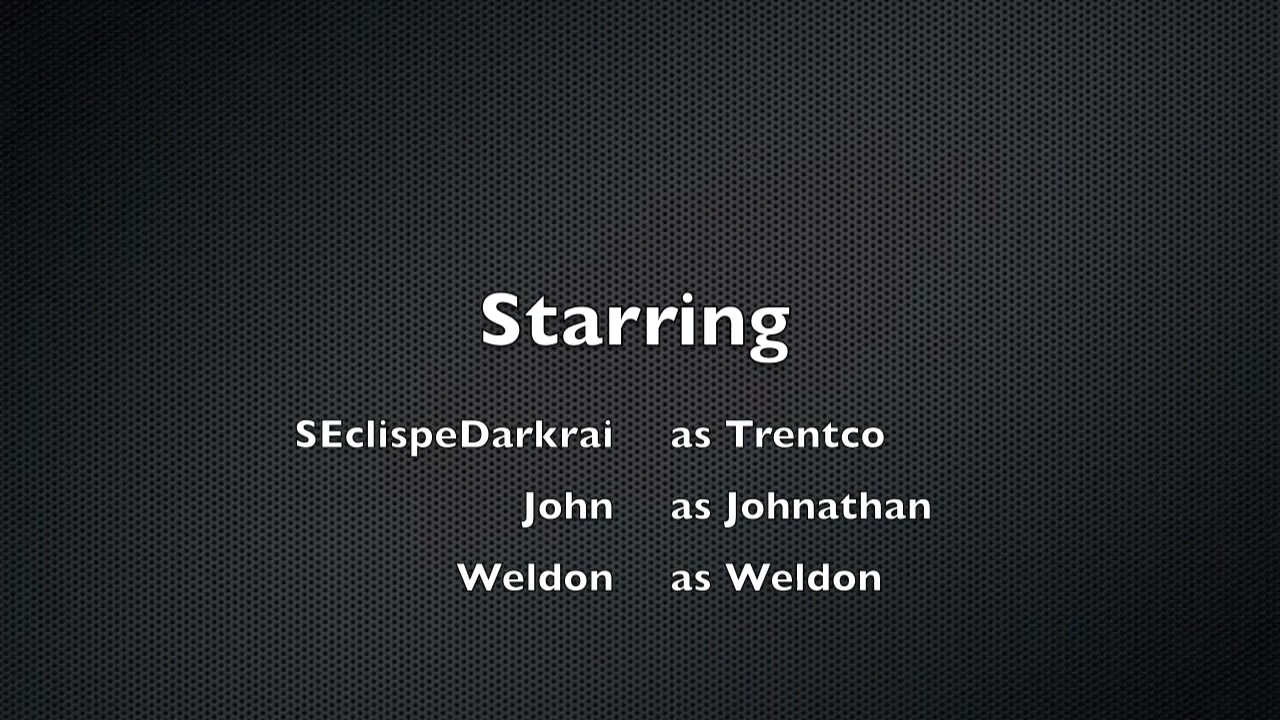 Starring
SEclispeDarkrai as Trentco
John as Johnathan
Weldon as Weldon